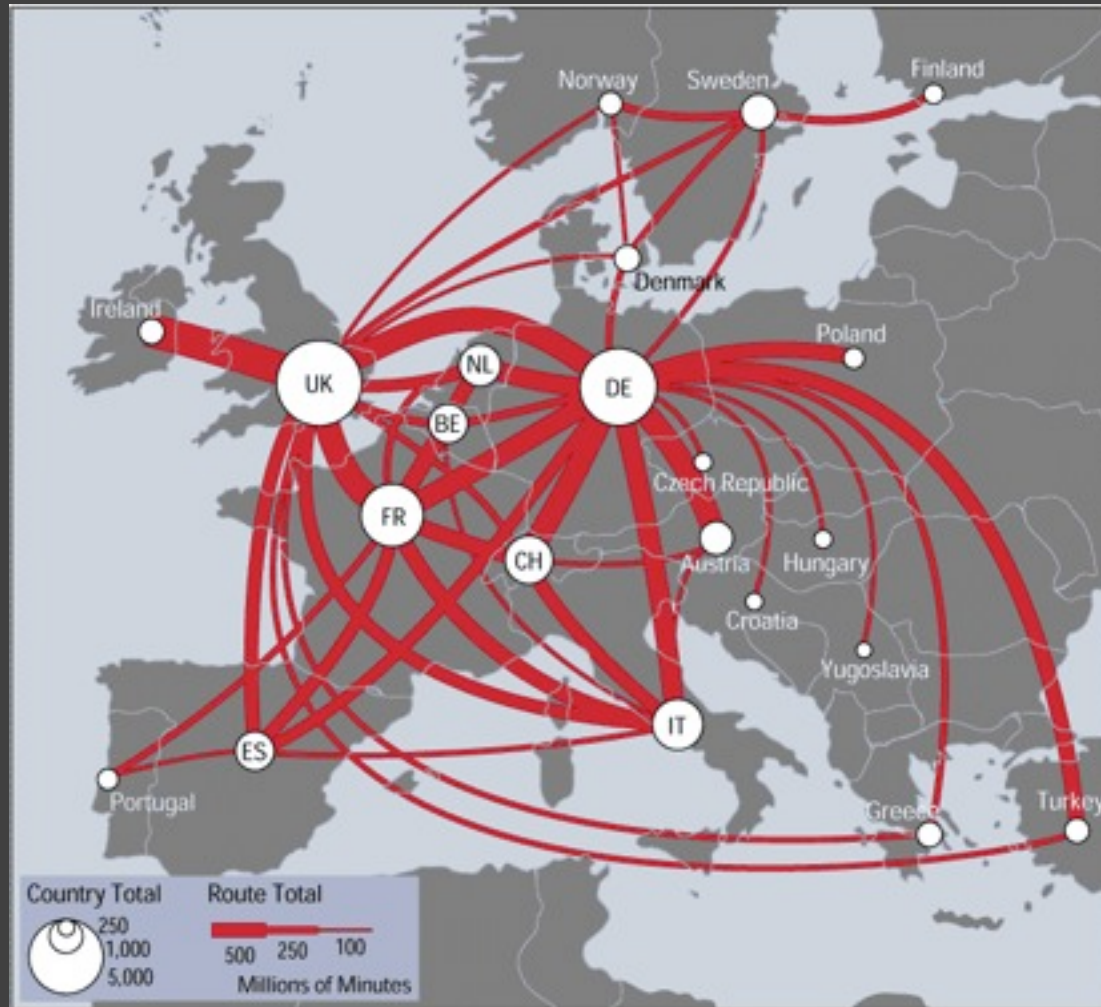 Norway
Sweden
Finland
Denmark
Ireland
Poland
UK
NL
DE
BE
Czech Republic
FR
CH
Austria
Hungary
Croatia
Yugoslavia
IT
ES
Portugal
Greece
Turkey
Country Total
250
1,000
5,000
Route Total
500 250 100
Millions of Minutes